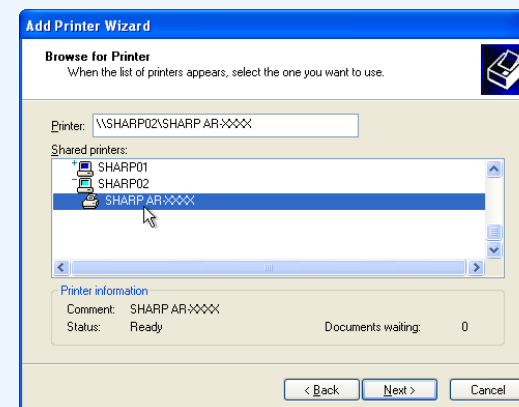 Add Printer Wizard
Browse for Printer
When the list of printers appears, select the one you want to use.
Printer: \\SHARP02\SHARP AR-XXXX
Shared printers:
SHARP01
SHARP02
SHARP AR-XXXX
Printer information
Comment: SHARP AR-XXXX
Status: Ready Documents waiting: 0
< Back Next > Cancel